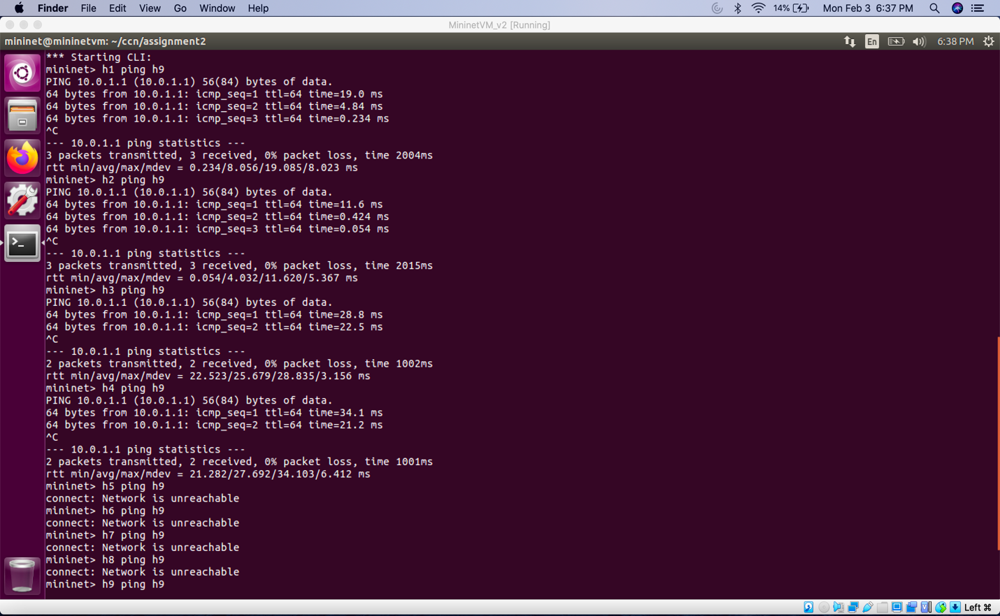 Finder File Edit View Go Window Help 14% Mon Feb 3 6:37 PM
MininetVM_v2 [Running]
mininet@mininetvm: ~/ccn/assignment2 En 6:38 PM
*** Starting CLI:
mininet> h1 ping h9
PING 10.0.1.1 (10.0.1.1) 56(84) bytes of data.
64 bytes from 10.0.1.1: icmp_seq=1 ttl=64 time=19.0 ms
64 bytes from 10.0.1.1: icmp_seq=2 ttl=64 time=4.84 ms
64 bytes from 10.0.1.1: icmp_seq=3 ttl=64 time=0.234 ms
^C
--- 10.0.1.1 ping statistics ---
3 packets transmitted, 3 received, 0% packet loss, time 2004ms
rtt min/avg/max/mdev = 0.234/8.056/19.085/8.023 ms
mininet> h2 ping h9
PING 10.0.1.1 (10.0.1.1) 56(84) bytes of data.
64 bytes from 10.0.1.1: icmp_seq=1 ttl=64 time=11.6 ms
64 bytes from 10.0.1.1: icmp_seq=2 ttl=64 time=0.424 ms
64 bytes from 10.0.1.1: icmp_seq=3 ttl=64 time=0.054 ms
^C
--- 10.0.1.1 ping statistics ---
3 packets transmitted, 3 received, 0% packet loss, time 2015ms
rtt min/avg/max/mdev = 0.054/4.032/11.620/5.367 ms
mininet> h3 ping h9
PING 10.0.1.1 (10.0.1.1) 56(84) bytes of data.
64 bytes from 10.0.1.1: icmp_seq=1 ttl=64 time=28.8 ms
64 bytes from 10.0.1.1: icmp_seq=2 ttl=64 time=22.5 ms
^C
--- 10.0.1.1 ping statistics ---
2 packets transmitted, 2 received, 0% packet loss, time 1002ms
rtt min/avg/max/mdev = 22.523/25.679/28.835/3.156 ms
mininet> h4 ping h9
PING 10.0.1.1 (10.0.1.1) 56(84) bytes of data.
64 bytes from 10.0.1.1: icmp_seq=1 ttl=64 time=34.1 ms
64 bytes from 10.0.1.1: icmp_seq=2 ttl=64 time=21.2 ms
^C
--- 10.0.1.1 ping statistics ---
2 packets transmitted, 2 received, 0% packet loss, time 1001ms
rtt min/avg/max/mdev = 21.282/27.692/34.103/6.412 ms
mininet> h5 ping h9
connect: Network is unreachable
mininet> h6 ping h9
connect: Network is unreachable
mininet> h7 ping h9
connect: Network is unreachable
mininet> h8 ping h9
connect: Network is unreachable
mininet> h9 ping h9
Left ⌘